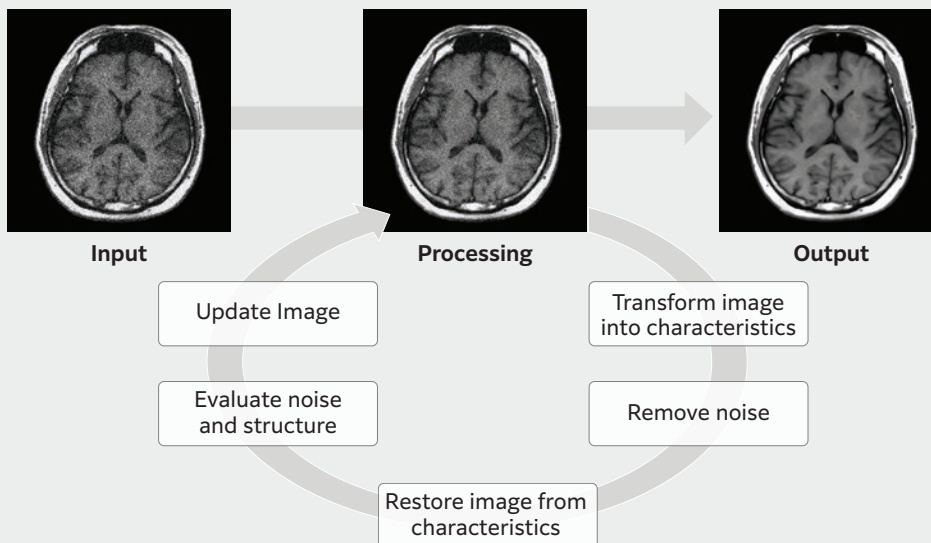 Input
Processing
Output
Update Image
Transform image
into characteristics
Evaluate noise
and structure
Remove noise
Restore image from
characteristics